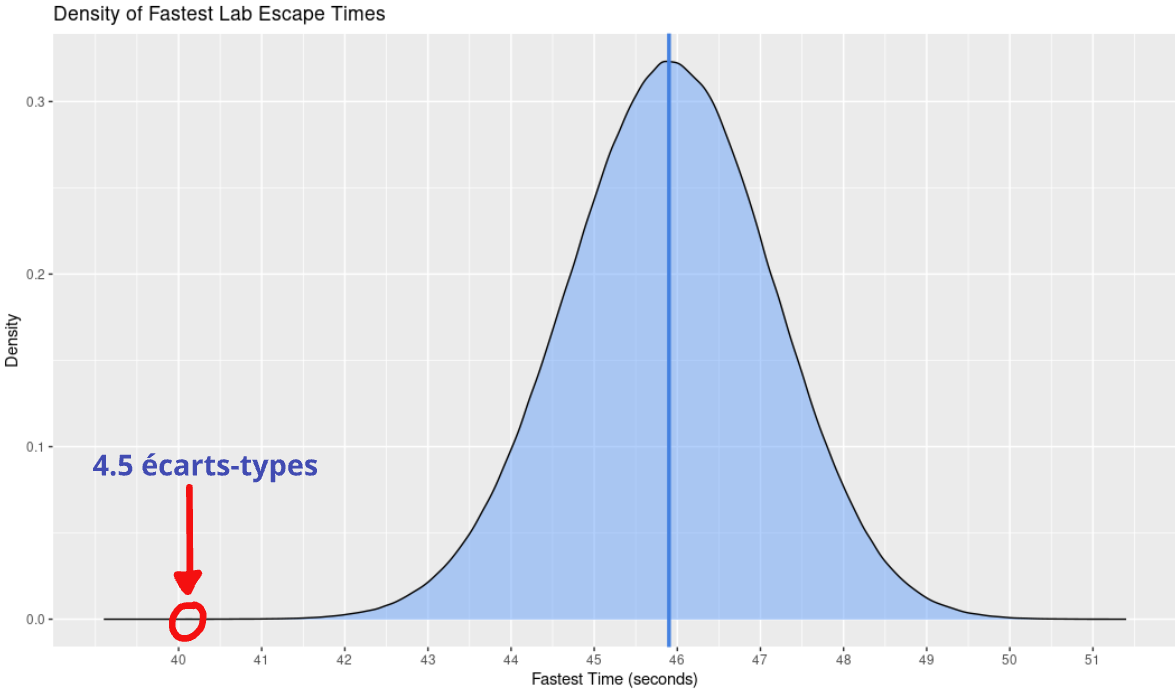 Density of Fastest Lab Escape Times
Density
0.3
0.2
0.1
0.0
4.5 écarts-types
40 41 42 43 44 45 46 47 48 49 50 51
Fastest Time (seconds)